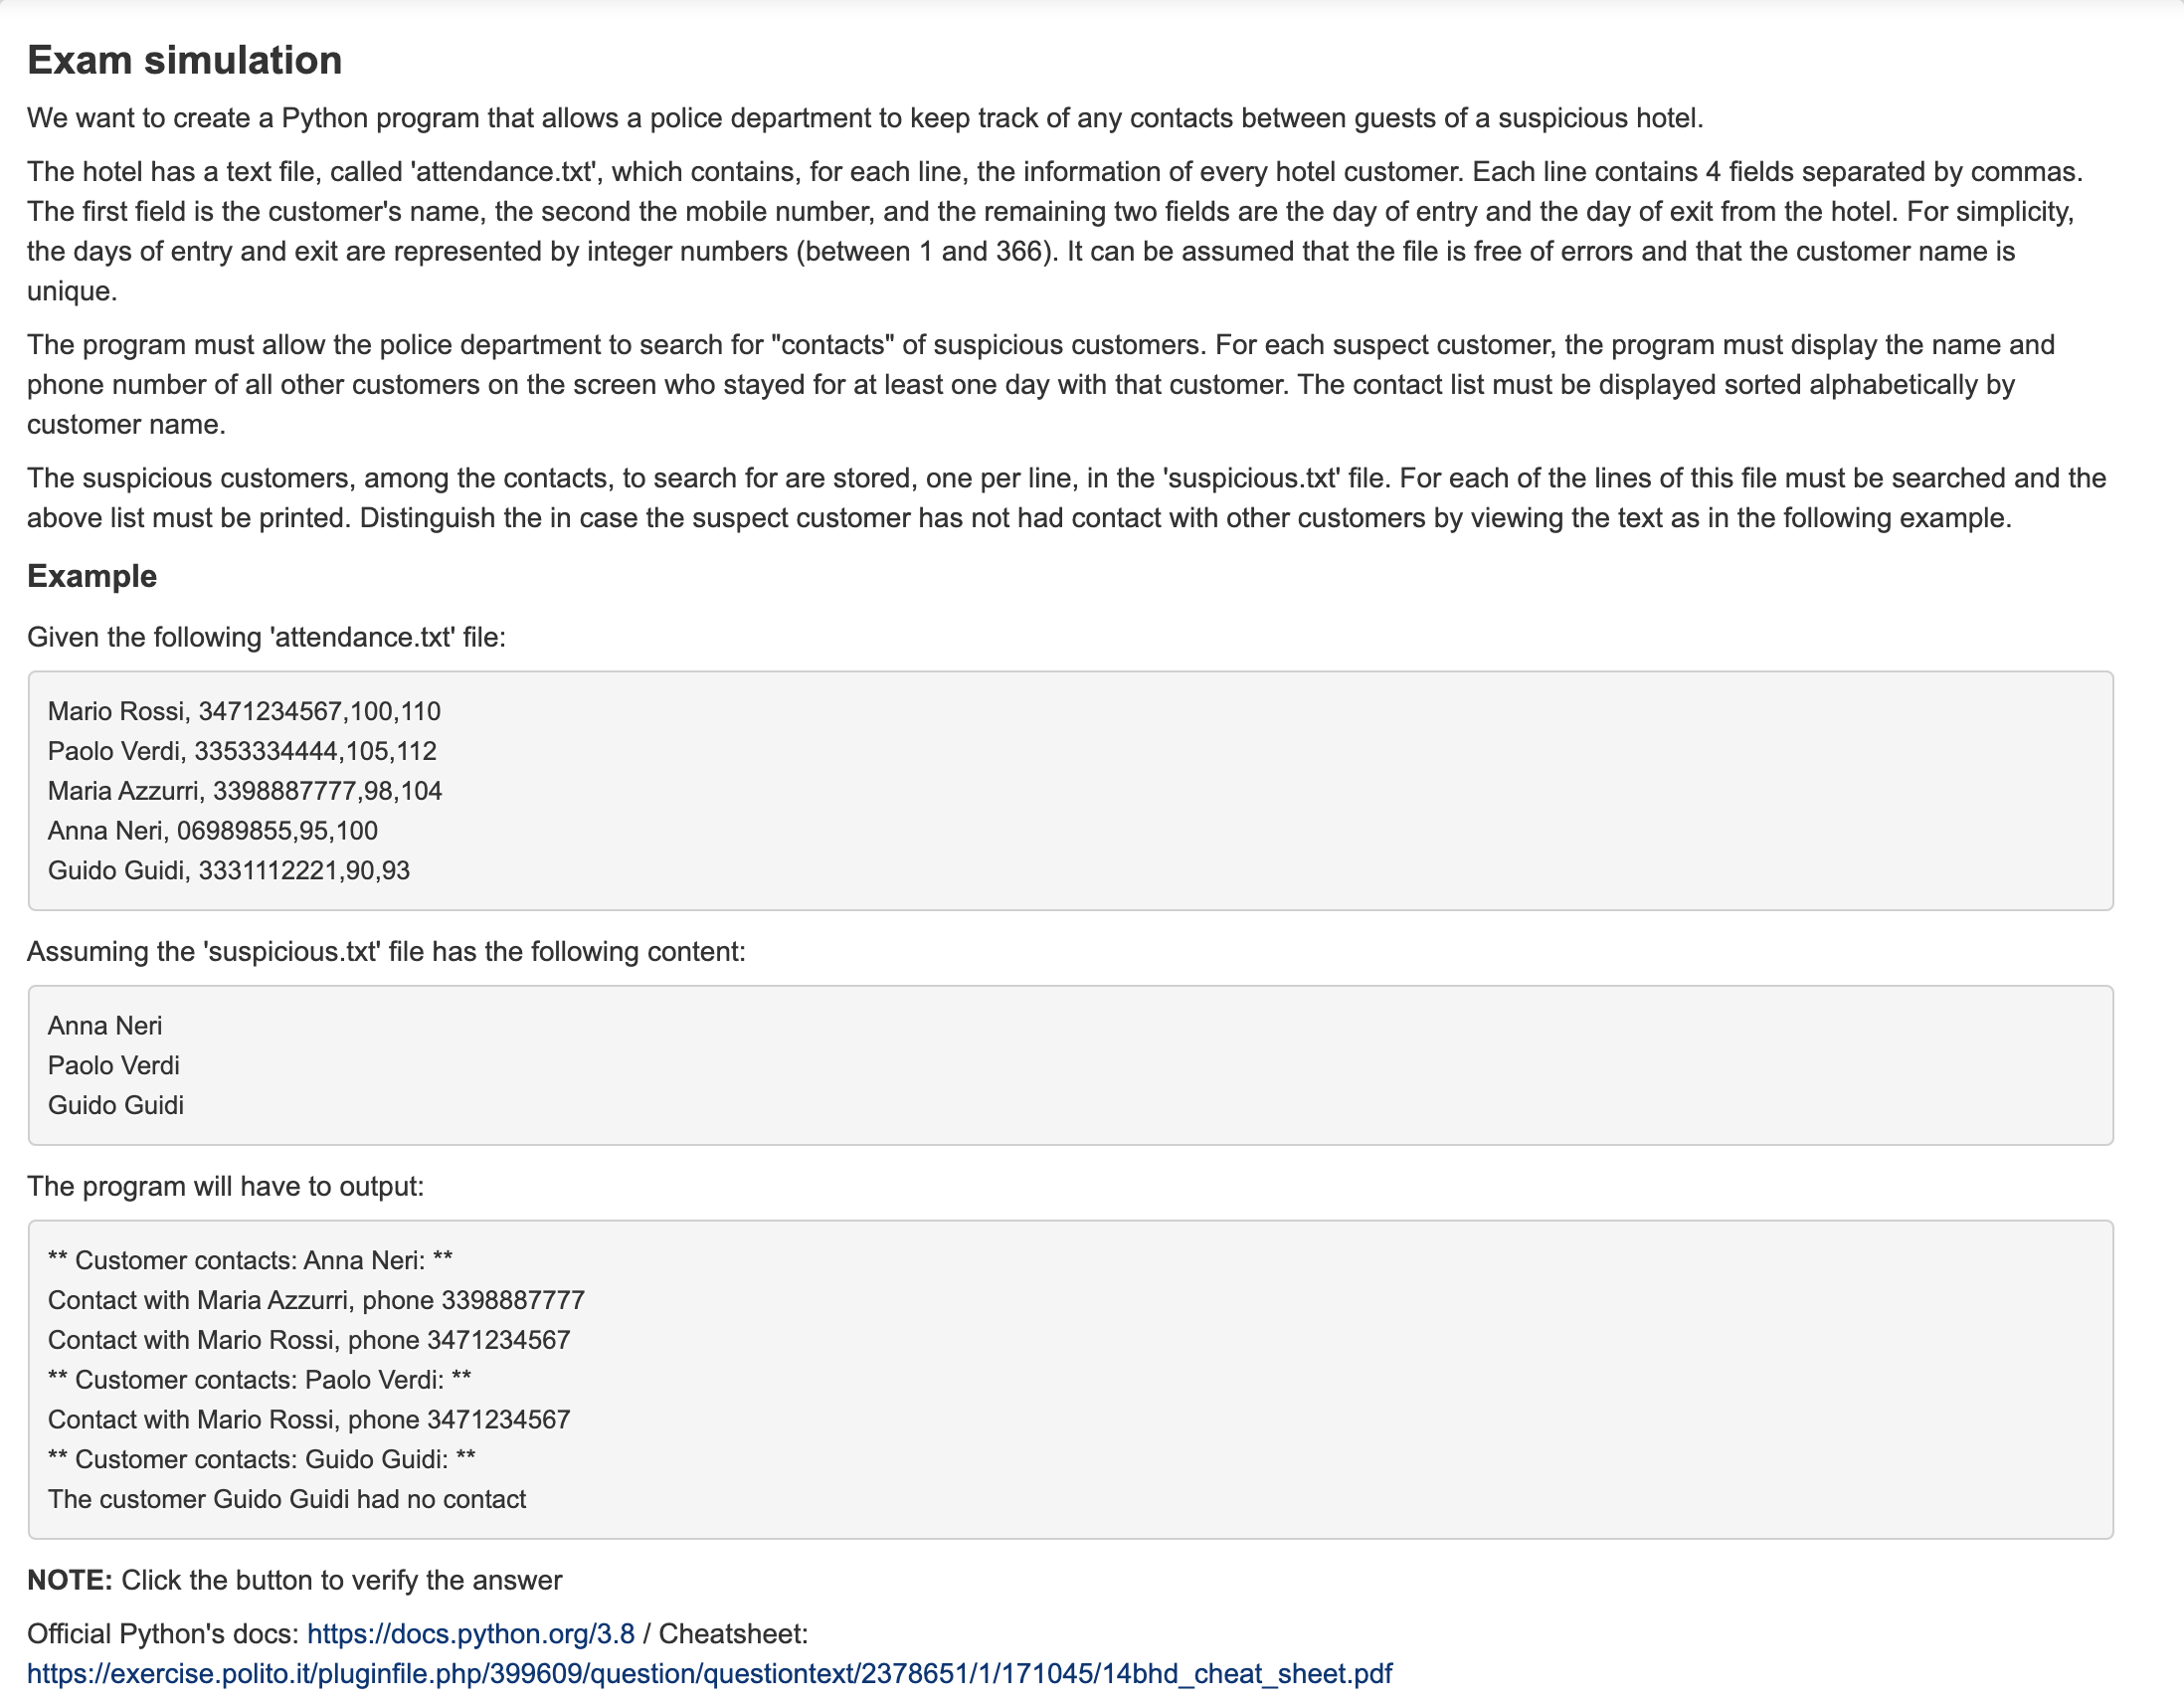 Exam simulation
We want to create a Python program that allows a police department to keep track of any contacts between guests of a suspicious hotel.
The hotel has a text file, called 'attendance.txt', which contains, for each line, the information of every hotel customer. Each line contains 4 fields separated by commas.
The first field is the customer's name, the second the mobile number, and the remaining two fields are the day of entry and the day of exit from the hotel. For simplicity,
the days of entry and exit are represented by integer numbers (between 1 and 366). It can be assumed that the file is free of errors and that the customer name is
unique.
The program must allow the police department to search for "contacts" of suspicious customers. For each suspect customer, the program must display the name and
phone number of all other customers on the screen who stayed for at least one day with that customer. The contact list must be displayed sorted alphabetically by
customer name.
The suspicious customers, among the contacts, to search for are stored, one per line, in the 'suspicious.txt' file. For each of the lines of this file must be searched and the
above list must be printed. Distinguish the in case the suspect customer has not had contact with other customers by viewing the text as in the following example.
Example
Given the following 'attendance.txt' file:
Mario Rossi, 3471234567,100,110
Paolo Verdi, 3353334444,105,112
Maria Azzurri, 3398887777,98,104
Anna Neri, 06989855,95,100
Guido Guidi, 3331112221,90,93
Assuming the 'suspicious.txt' file has the following content:
Anna Neri
Paolo Verdi
Guido Guidi
The program will have to output:
** Customer contacts: Anna Neri: **
Contact with Maria Azzurri, phone 3398887777
Contact with Mario Rossi, phone 3471234567
** Customer contacts: Paolo Verdi: **
Contact with Mario Rossi, phone 3471234567
** Customer contacts: Guido Guidi: **
The customer Guido Guidi had no contact
NOTE: Click the button to verify the answer
Official Python's docs: https://docs.python.org/3.8 / Cheatsheet:
https://exercise.polito.it/pluginfile.php/399609/question/questiontext/2378651/1/171045/14bhd_cheat_sheet.pdf